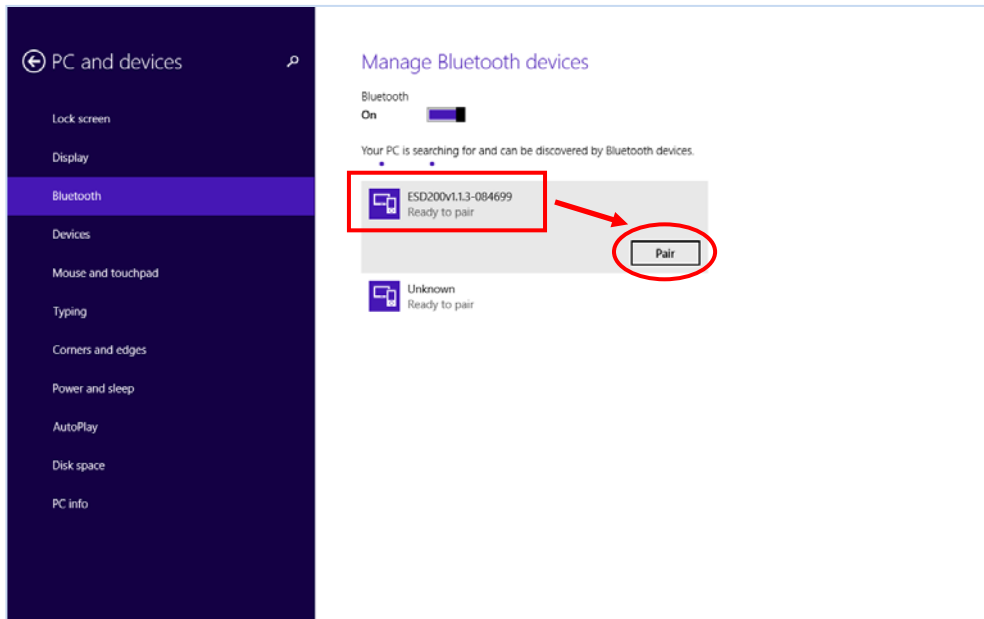 PC and devices
Lock screen
Display
Bluetooth
Devices
Mouse and touchpad
Typing
Corners and edges
Power and sleep
AutoPlay
Disk space
PC info
Manage Bluetooth devices
Bluetooth
On
Your PC is searching for and can be discovered by Bluetooth devices.
ESD200v1.1.3-084699
Ready to pair
Pair
Unknown
Ready to pair